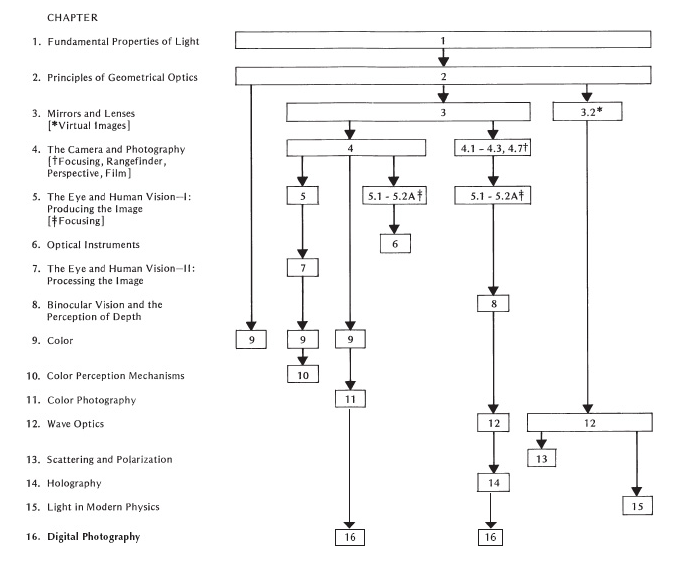 CHAPTER
1. Fundamental Properties of Light
1
2. Principles of Geometrical Optics
2
3. Mirrors and Lenses
[*Virtual Images]
3
3.2*
4. The Camera and Photography
[†Focusing, Rangefinder,
Perspective, Film]
4
4.1 - 4.3, 4.7†
5. The Eye and Human Vision—I:
Producing the Image
[‡Focusing]
5
5.1 - 5.2A‡
5.1 - 5.2A‡
6. Optical Instruments
6
7. The Eye and Human Vision—II:
Processing the Image
7
8. Binocular Vision and the
Perception of Depth
8
9. Color
9
9
9
10. Color Perception Mechanisms
10
11. Color Photography
11
12. Wave Optics
12
12
13. Scattering and Polarization
13
14. Holography
14
15. Light in Modern Physics
15
16. Digital Photography
16
16